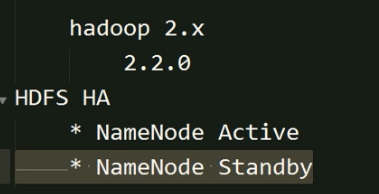 hadoop 2.x
2.2.0
HDFS HA
* NameNode Active
* NameNode Standby